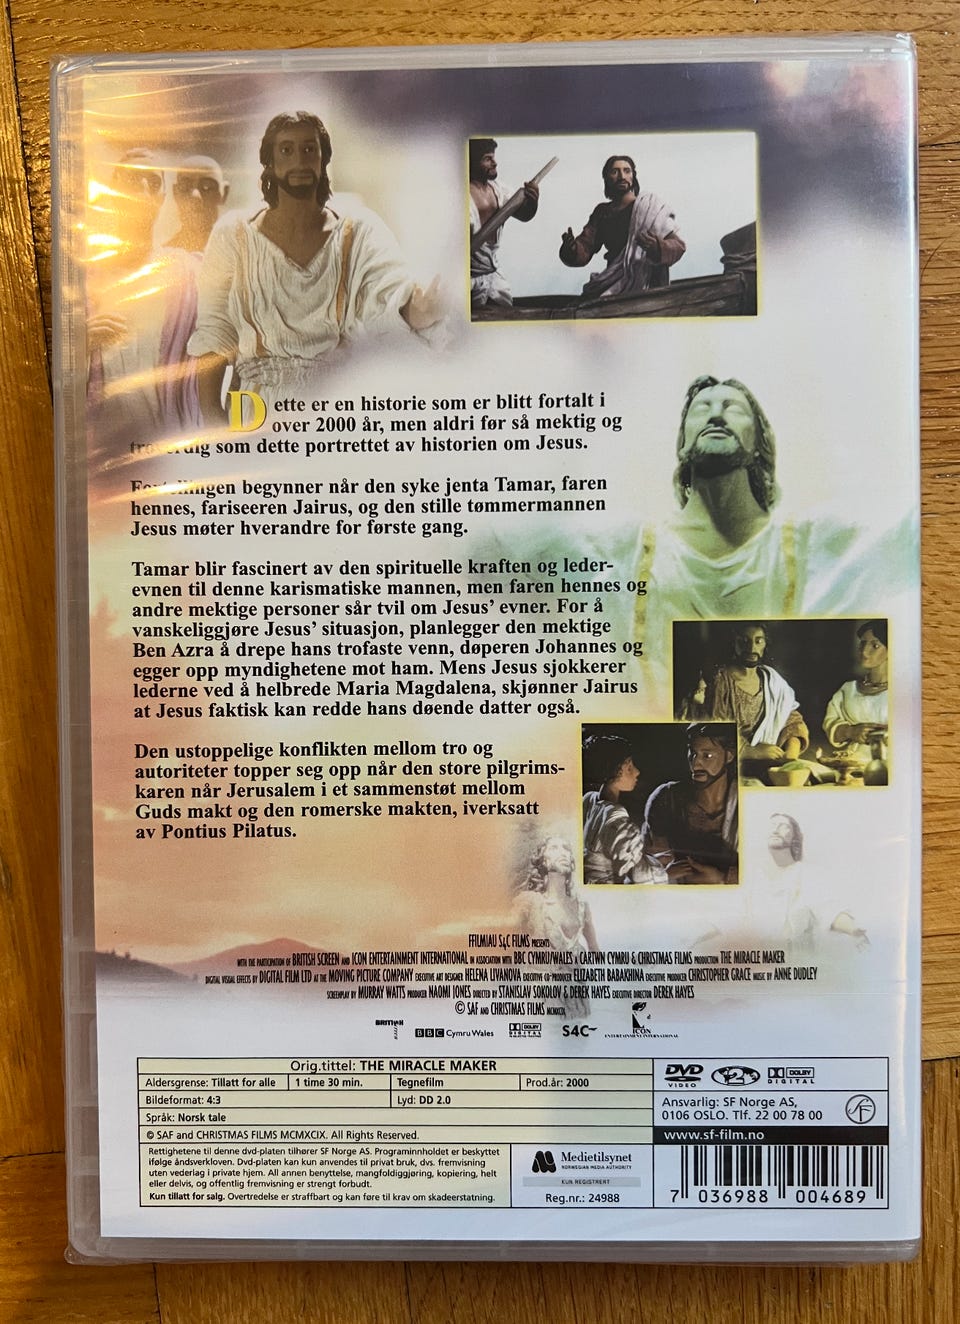 Dette er en historie som er blitt fortalt i
over 2000 år, men aldri før så mektig og
som dette portrettet av historien om Jesus.
begynner når den syke jenta Tamar, faren
hennes, fariseeren Jairus, og den stille tømmermannen
Jesus møter hverandre for første gang.
Tamar blir fascinert av den spirituelle kraften og leder-
evnen til denne karismatiske mannen, men faren hennes og
andre mektige personer sår tvil om Jesus' evner. For å
vanskeliggjøre Jesus' situasjon, planlegger den mektige
Ben Azra å drepe hans trofaste venn, døperen Johannes og
egger opp myndighetene mot ham. Mens Jesus sjokkerer
lederne ved å helbrede Maria Magdalena, skjønner Jairus
at Jesus faktisk kan redde hans døende datter også.
Den ustoppelige konflikten mellom tro og
autoriteter topper seg opp når den store pilgrims-
karen når Jerusalem i et sammenstøt mellom
Guds makt og den romerske makten, iverksatt
av Pontius Pilatus.
FFILMIAU S4C FILMS PRESENTS
WITH THE PARTICIPATION OF BRITISH SCREEN AND ICON ENTERTAINMENT INTERNATIONAL IN ASSOCIATION WITH BBC CYMRU/WALES A CARTWN CYMRU & CHRISTMAS FILMS PRODUCTION THE MIRACLE MAKER
DIGITAL VISUAL EFFECTS BY DIGITAL FILM LTD AT THE MOVING PICTURE COMPANY EXECUTIVE ART DESIGNER HELENA LIVANOVA EXECUTIVE CO-PRODUCER ELIZABETH BABAKHINA EXECUTIVE PRODUCER CHRISTOPHER GRACE MUSIC BY ANNE DUDLEY
SCREENPLAY BY MURRAY WATTS PRODUCER NAOMI JONES DIRECTED BY STANISLAV SOKOLOV & DEREK HAYES EXECUTIVE DIRECTOR DEREK HAYES
© SAF AND CHRISTMAS FILMS MCMXCIX
BRITISH BBC Cymru Wales DOLBY DIGITAL S4C ICON
ENTERTAINMENT INTERNATIONAL
Orig.tittel: THE MIRACLE MAKER
Aldersgrense: Tillatt for alle 1 time 30 min. Tegnefilm Prod.år: 2000
Bildeformat: 4:3 Lyd: DD 2.0
Språk: Norsk tale
© SAF and CHRISTMAS FILMS MCMXCIX. All Rights Reserved.
Rettighetene til denne dvd-platen tilhører SF Norge AS. Programinnholdet er beskyttet
ifølge åndsverkloven. Dvd-platen kan kun anvendes til privat bruk, dvs. fremvisning
uten vederlag i private hjem. All annen benyttelse, mangfoldiggjøring, kopiering, helt
eller delvis, og offentlig fremvisning er strengt forbudt.
Kun tillatt for salg. Overtredelse er straffbart og kan føre til krav om skadeerstatning.
Medietilsynet
NORWEGIAN MEDIA AUTHORITY
KUN REGISTRERT
Reg.nr.: 24988
DVD VIDEO 2 DOLBY DIGITAL
Ansvarlig: SF Norge AS,
0106 OSLO. Tlf. 22 00 78 00
SF
www.sf-film.no
7 036988 004689